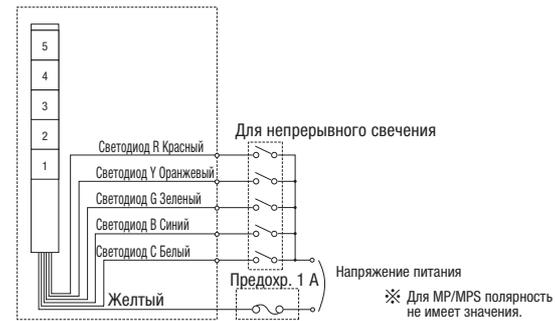 5
4
3
2
1
Для непрерывного свечения
Светодиод R Красный
Светодиод Y Оранжевый
Светодиод G Зеленый
Светодиод B Синий
Светодиод C Белый
Предохр. 1 А
Желтый
Напряжение питания
※ Для MP/MPS полярность
не имеет значения.